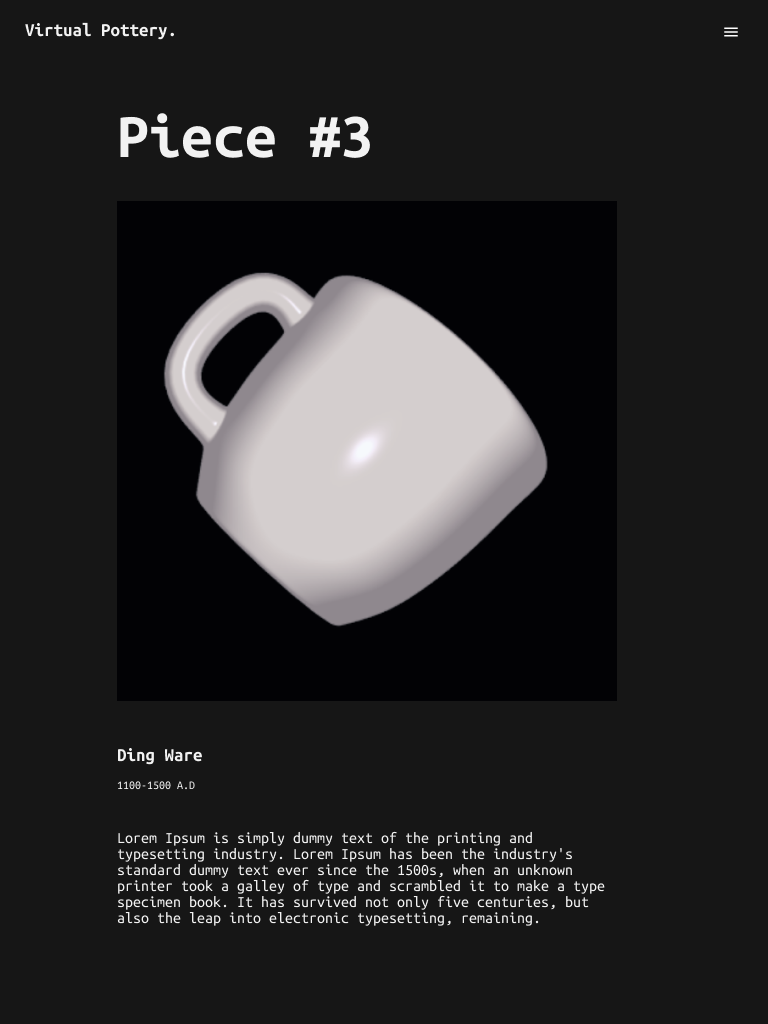 Virtual Pottery.
Piece #3
Ding Ware
1100-1500 A.D
Lorem Ipsum is simply dummy text of the printing and
typesetting industry. Lorem Ipsum has been the industry's
standard dummy text ever since the 1500s, when an unknown
printer took a galley of type and scrambled it to make a type
specimen book. It has survived not only five centuries, but
also the leap into electronic typesetting, remaining.